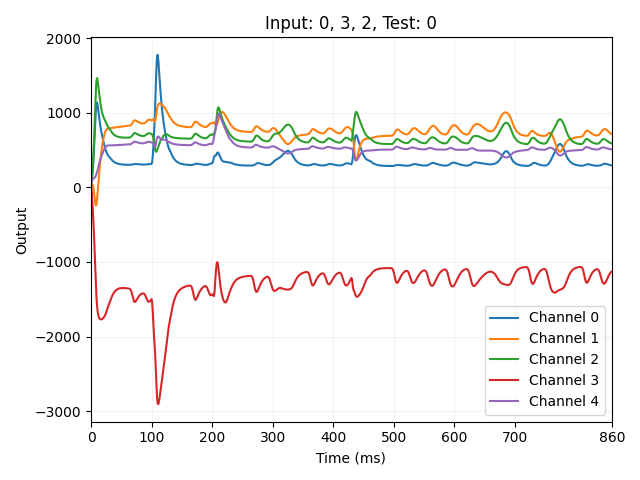 Input: 0, 3, 2, Test: 0
2000
1000
0
−1000
−2000
−3000
Output
0
100
200
300
400
500
600
700
860
Time (ms)
Channel 0
Channel 1
Channel 2
Channel 3
Channel 4